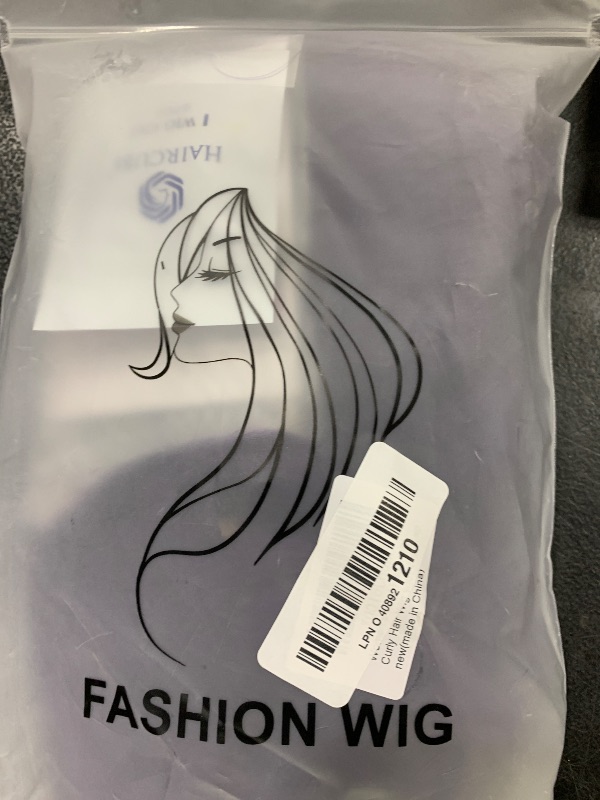 HAIRCUBE
LPN O 40892 1210
Curly Hair
new(made in China)
FASHION WIG